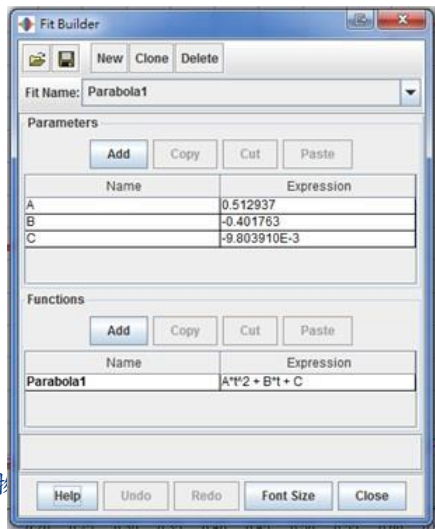 Fit Builder
New Clone Delete
Fit Name: Parabola1
Parameters
Add Copy Cut Paste
Name Expression
A 0.512937
B -0.401763
C -9.803910E-3
Functions
Add Copy Cut Paste
Name Expression
Parabola1 A*t^2 + B*t + C
Help Undo Redo Font Size Close